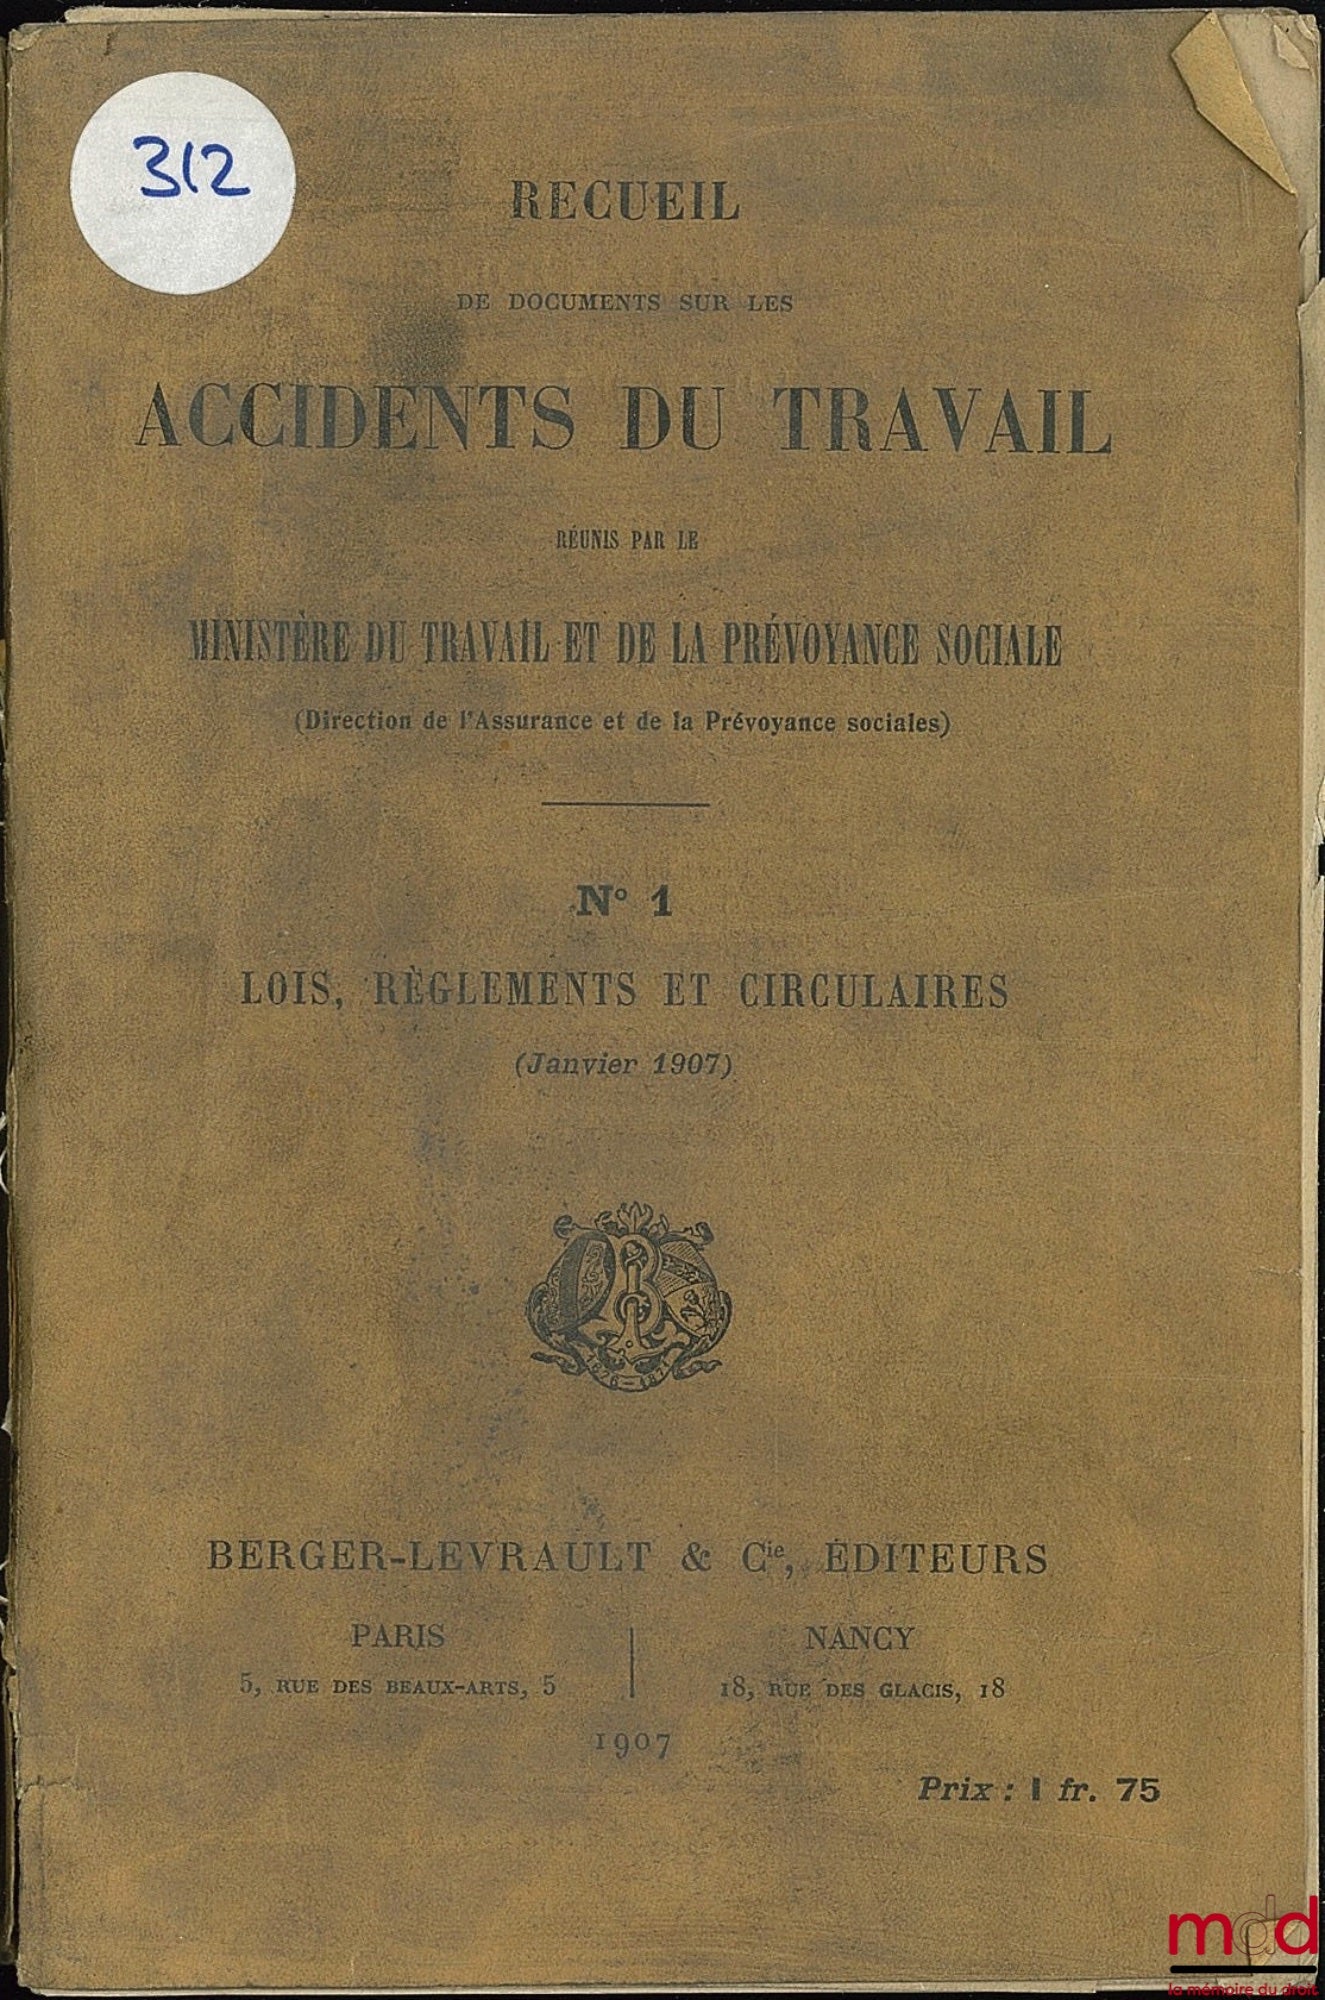 312
RECUEIL
DE DOCUMENTS SUR LES
ACCIDENTS DU TRAVAIL
RÉUNIS PAR LE
MINISTÈRE DU TRAVAIL ET DE LA PRÉVOYANCE SOCIALE
(Direction de l'Assurance et de la Prévoyance sociales)
N° 1
LOIS, RÈGLEMENTS ET CIRCULAIRES
(Janvier 1907)
BERGER-LEVRAULT & Cie, ÉDITEURS
PARIS
5, RUE DES BEAUX-ARTS, 5
NANCY
18, RUE DES GLACIS, 18
1907
Prix : 1 fr. 75
mdd
la mémoire du droit